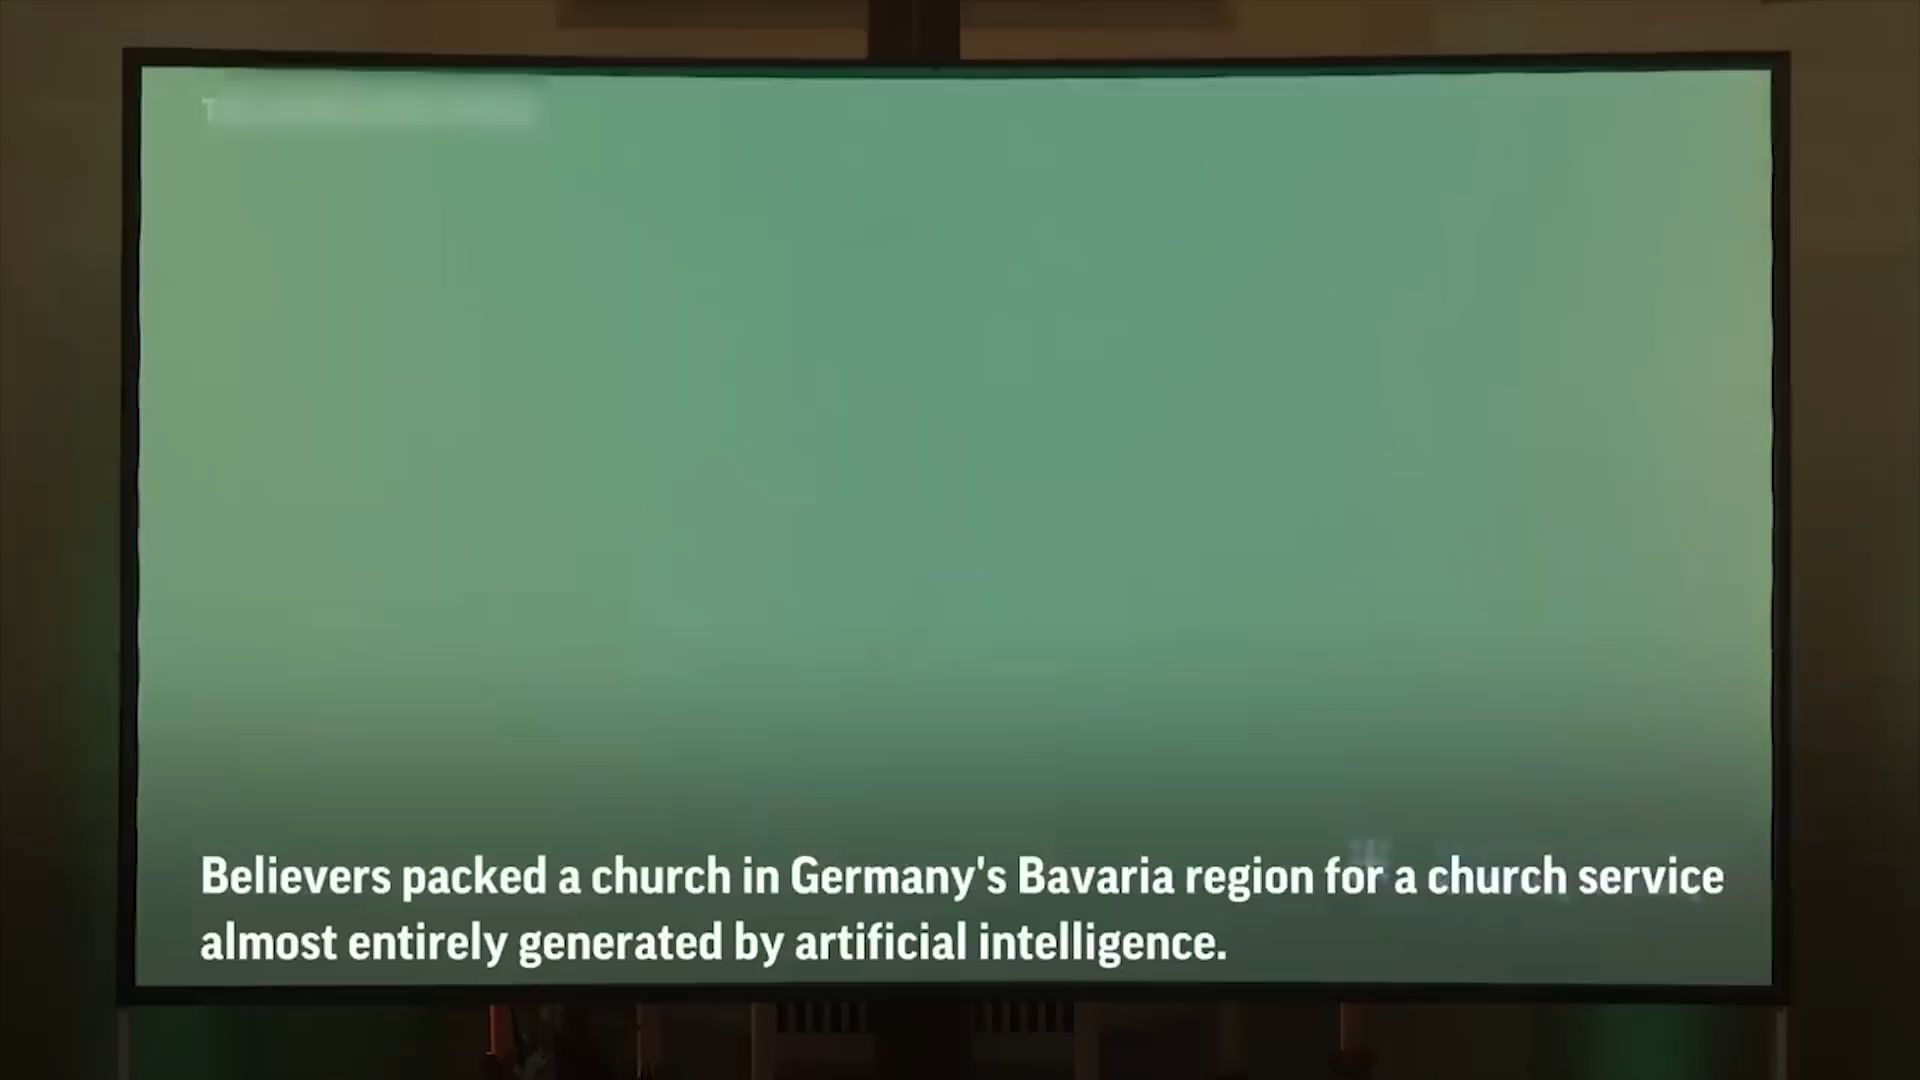 Believers packed a church in Germany's Bavaria region for a church service
almost entirely generated by artificial intelligence.